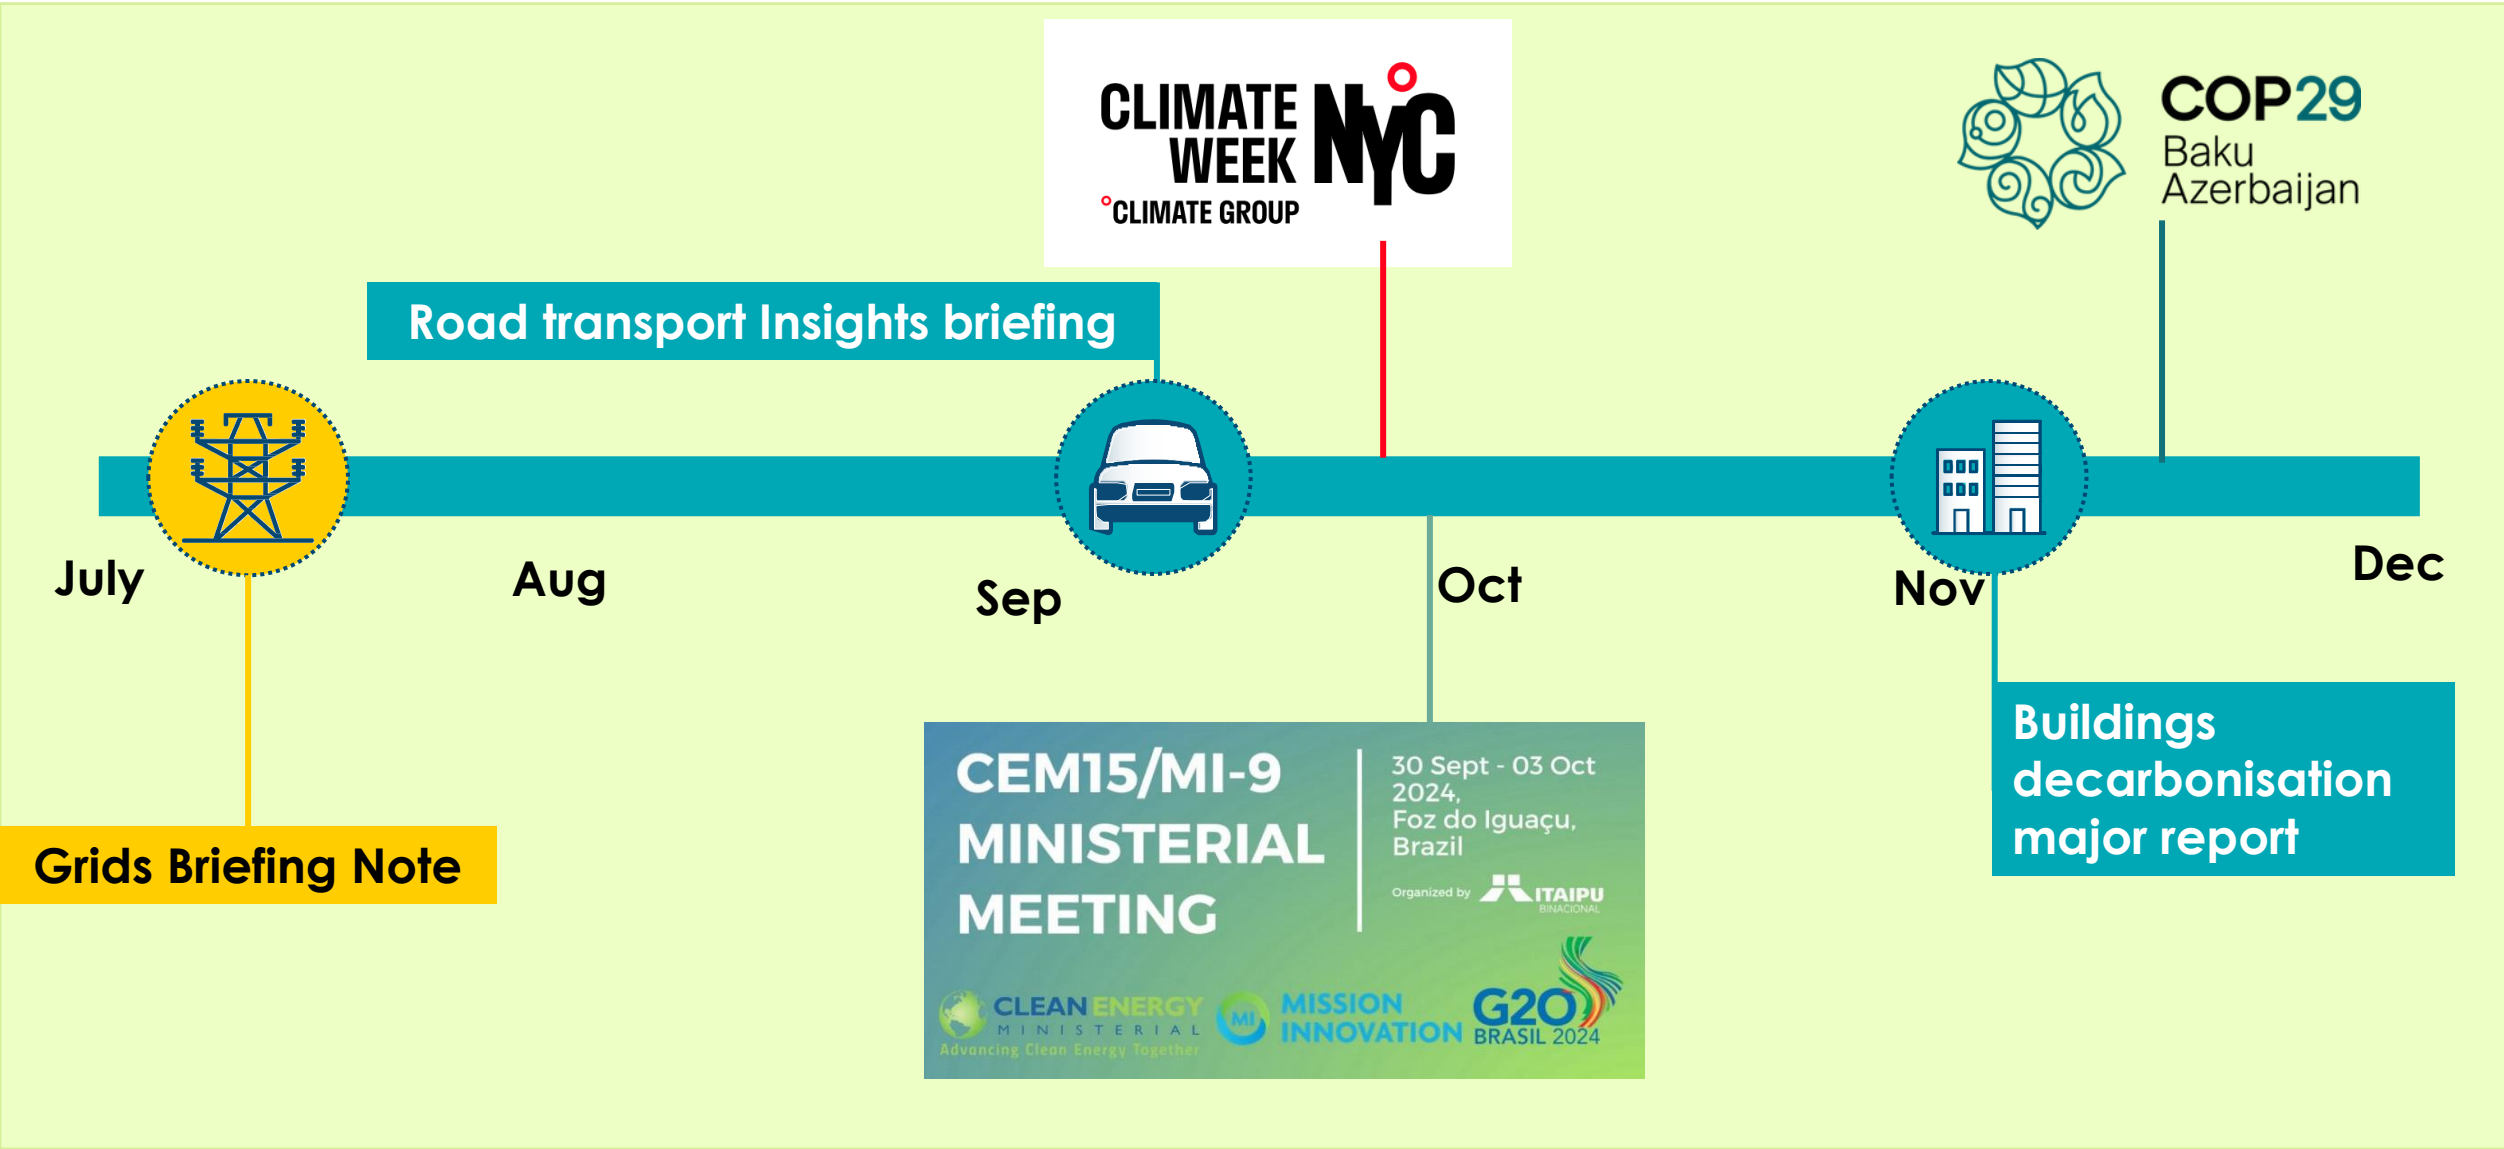 CLIMATE
WEEK
NYC
°CLIMATE GROUP
COP29
Baku
Azerbaijan
Road transport Insights briefing
July
Aug
Sep
Oct
Nov
Dec
Grids Briefing Note
CEM15/MI-9
MINISTERIAL
MEETING
30 Sept - 03 Oct
2024,
Foz do Iguaçu,
Brazil
Organized by
ITAIPU
BINACIONAL
CLEAN ENERGY
MINISTERIAL
Advancing Clean Energy Together
MI
MISSION
INNOVATION
G20
BRASIL 2024
Buildings
decarbonisation
major report